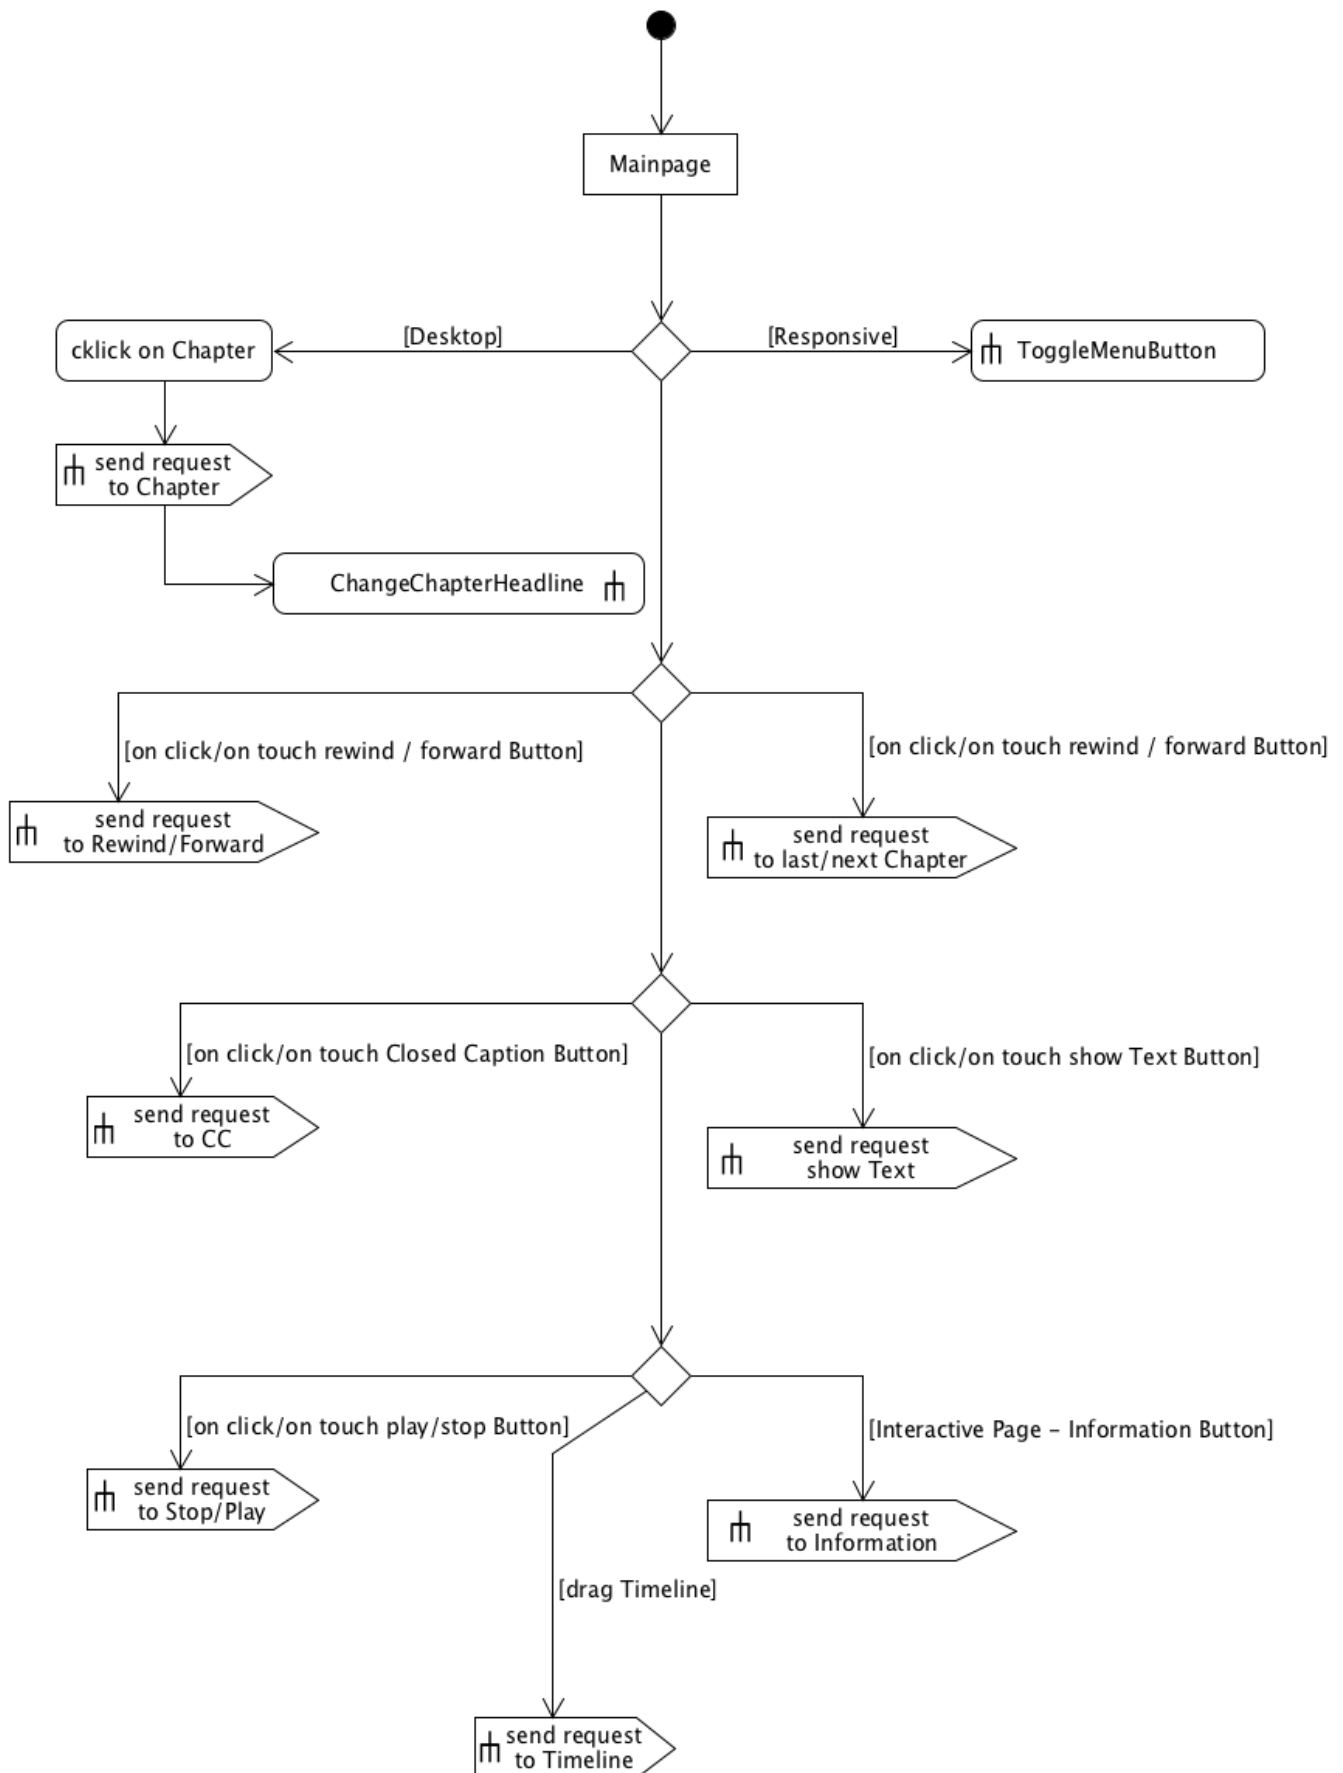 Mainpage
[Desktop]
[Responsive]
cklick on Chapter
ToggleMenuButton
send request
to Chapter
ChangeChapterHeadline
[on click/on touch rewind / forward Button]
[on click/on touch rewind / forward Button]
send request
to Rewind/Forward
send request
to last/next Chapter
[on click/on touch Closed Caption Button]
[on click/on touch show Text Button]
send request
to CC
send request
show Text
[on click/on touch play/stop Button]
[Interactive Page – Information Button]
send request
to Stop/Play
send request
to Information
[drag Timeline]
send request
to Timeline